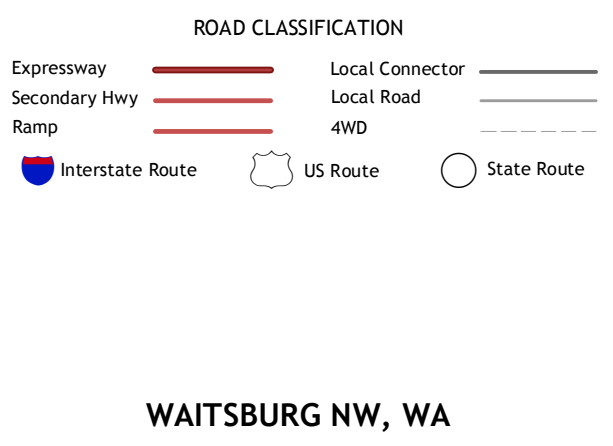 ROAD CLASSIFICATION
Expressway Local Connector
Secondary Hwy Local Road
Ramp 4WD
Interstate Route US Route State Route
WAITSBURG NW, WA